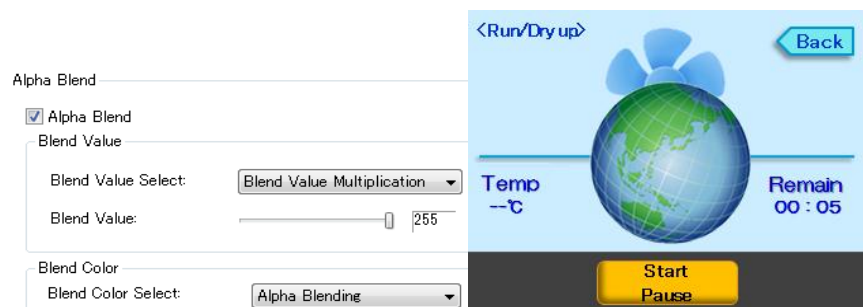 Alpha Blend
Alpha Blend
Blend Value
Blend Value Select: Blend Value Multiplication
Blend Value: 255
Blend Color
Blend Color Select: Alpha Blending
<Run/Dry up>
Back
Temp
--℃
Remain
00 : 05
Start
Pause